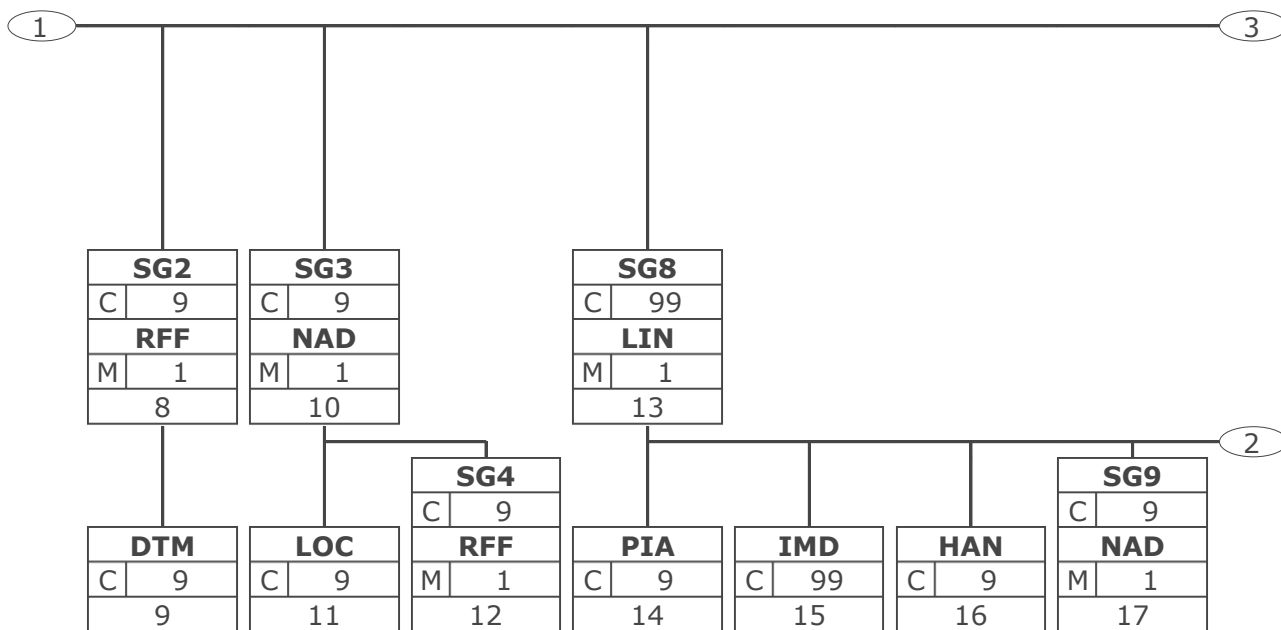 1
3
SG2
C 9
RFF
M 1
8
SG3
C 9
NAD
M 1
10
SG8
C 99
LIN
M 1
13
2
DTM
C 9
9
LOC
C 9
11
SG4
C 9
RFF
M 1
12
PIA
C 9
14
IMD
C 99
15
HAN
C 9
16
SG9
C 9
NAD
M 1
17